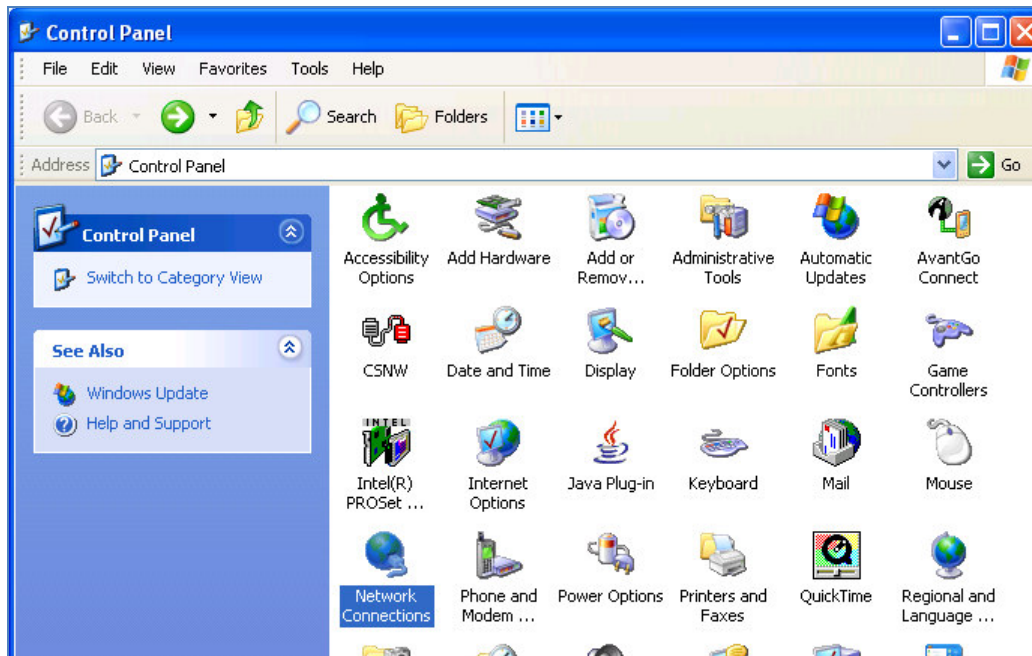 Control Panel
File Edit View Favorites Tools Help
Back Search Folders
Address Control Panel Go
Control Panel
Switch to Category View
See Also
Windows Update
Help and Support
Accessibility Options
Add Hardware
Add or Remov...
Administrative Tools
Automatic Updates
AvantGo Connect
CSNW
Date and Time
Display
Folder Options
Fonts
Game Controllers
INTEL
Intel(R) PROSet ...
Internet Options
Java Plug-in
Keyboard
Mail
Mouse
Network Connections
Phone and Modem ...
Power Options
Printers and Faxes
QuickTime
Regional and Language ...